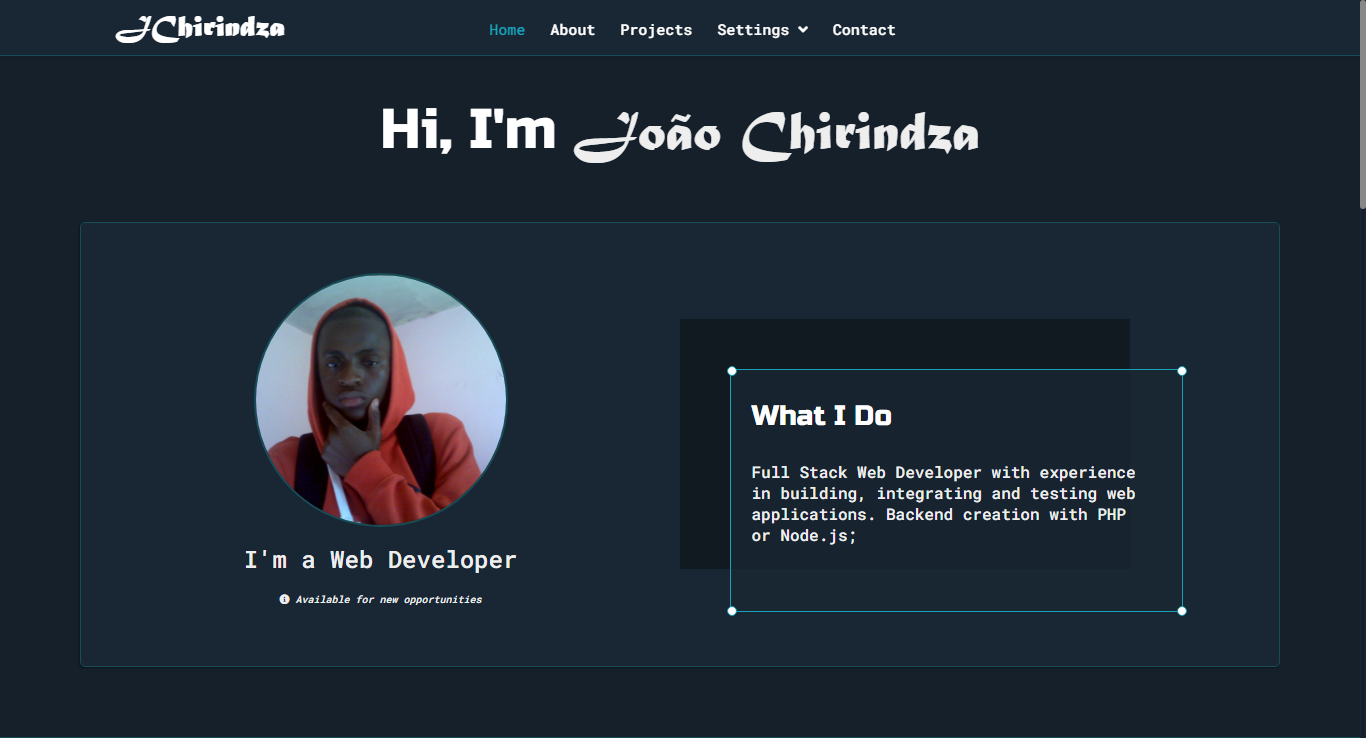 JChirindza
Home About Projects Settings Contact
Hi, I'm João Chirindza
What I Do
Full Stack Web Developer with experience
in building, integrating and testing web
applications. Backend creation with PHP
or Node.js;
I'm a Web Developer
Available for new opportunities